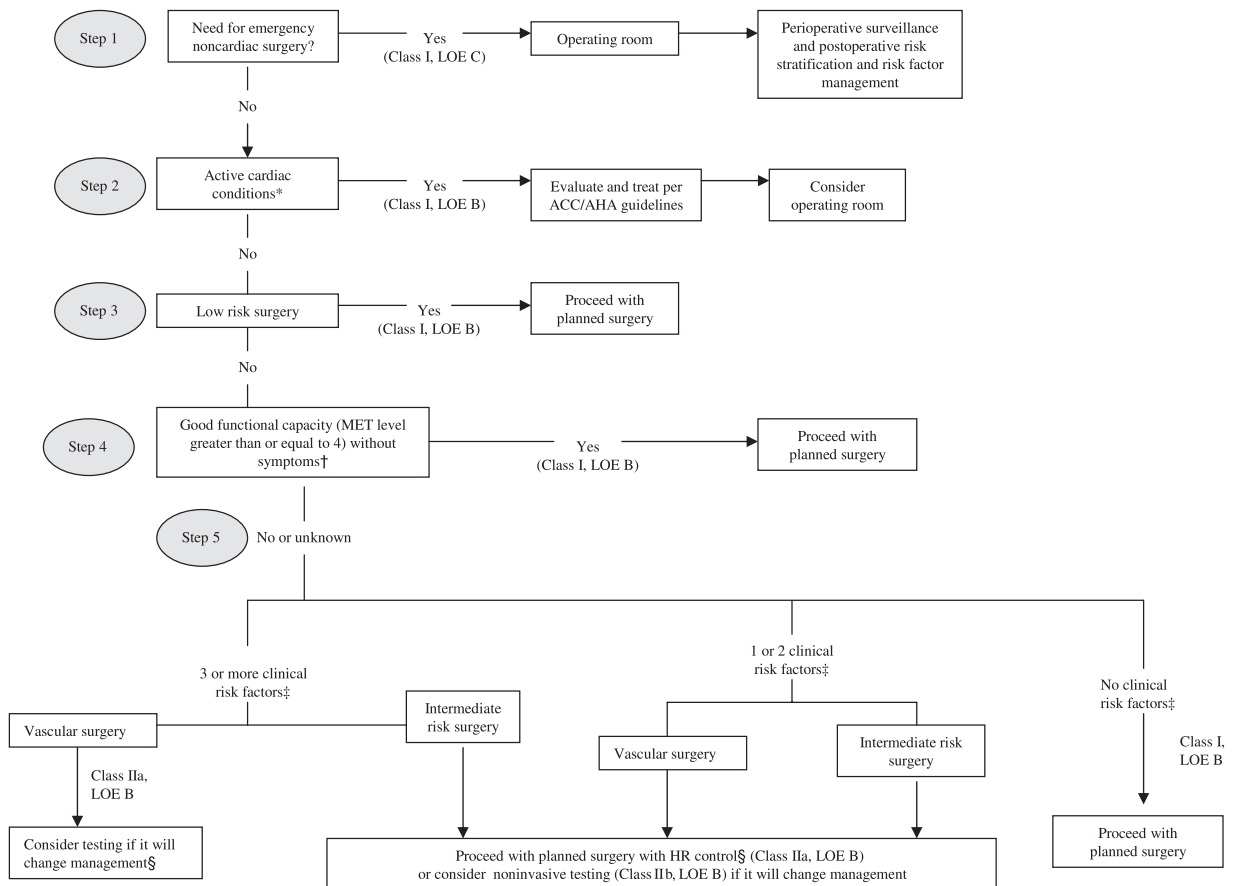 Step 1
Need for emergency
noncardiac surgery?
Yes
(Class I, LOE C)
Operating room
Perioperative surveillance
and postoperative risk
stratification and risk factor
management
No
Step 2
Active cardiac
conditions*
Yes
(Class I, LOE B)
Evaluate and treat per
ACC/AHA guidelines
Consider
operating room
No
Step 3
Low risk surgery
Yes
(Class I, LOE B)
Proceed with
planned surgery
No
Step 4
Good functional capacity (MET level
greater than or equal to 4) without
symptoms†
Yes
(Class I, LOE B)
Proceed with
planned surgery
Step 5
No or unknown
3 or more clinical
risk factors‡
Vascular surgery
Class IIa,
LOE B
Consider testing if it will
change management§
Intermediate
risk surgery
1 or 2 clinical
risk factors‡
Vascular surgery
Intermediate risk
surgery
Proceed with planned surgery with HR control§ (Class IIa, LOE B)
or consider noninvasive testing (Class IIb, LOE B) if it will change management
No clinical
risk factors‡
Class I,
LOE B
Proceed with
planned surgery